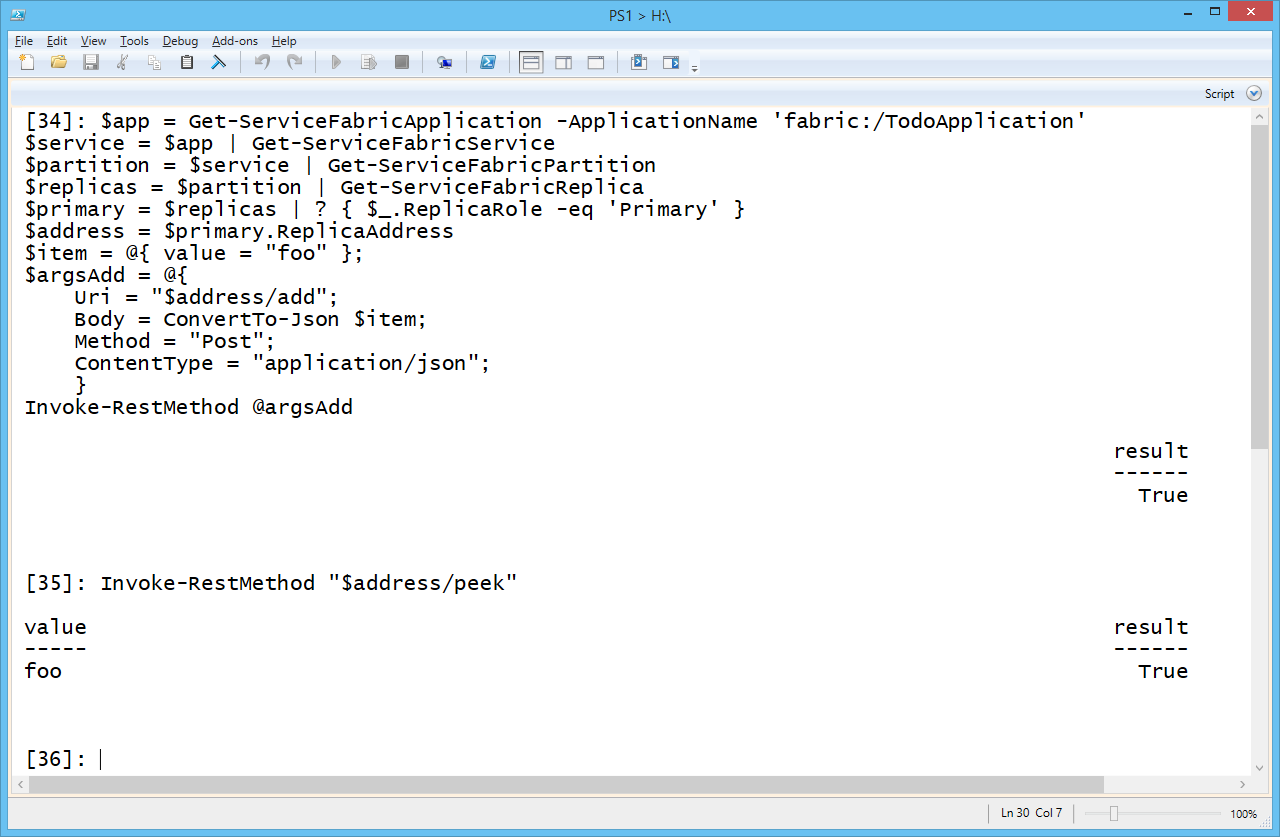 PS1 > H:\
File Edit View Tools Debug Add-ons Help
Script
[34]: $app = Get-ServiceFabricApplication -ApplicationName 'fabric:/TodoApplication'
$service = $app | Get-ServiceFabricService
$partition = $service | Get-ServiceFabricPartition
$replicas = $partition | Get-ServiceFabricReplica
$primary = $replicas | ? { $_.ReplicaRole -eq 'Primary' }
$address = $primary.ReplicaAddress
$item = @{ value = "foo" };
$argsAdd = @{
    Uri = "$address/add";
    Body = ConvertTo-Json $item;
    Method = "Post";
    ContentType = "application/json";
    }
Invoke-RestMethod @argsAdd
result
------
True
[35]: Invoke-RestMethod "$address/peek"
value result
----- ------
foo True
[36]:
Ln 30 Col 7 100%